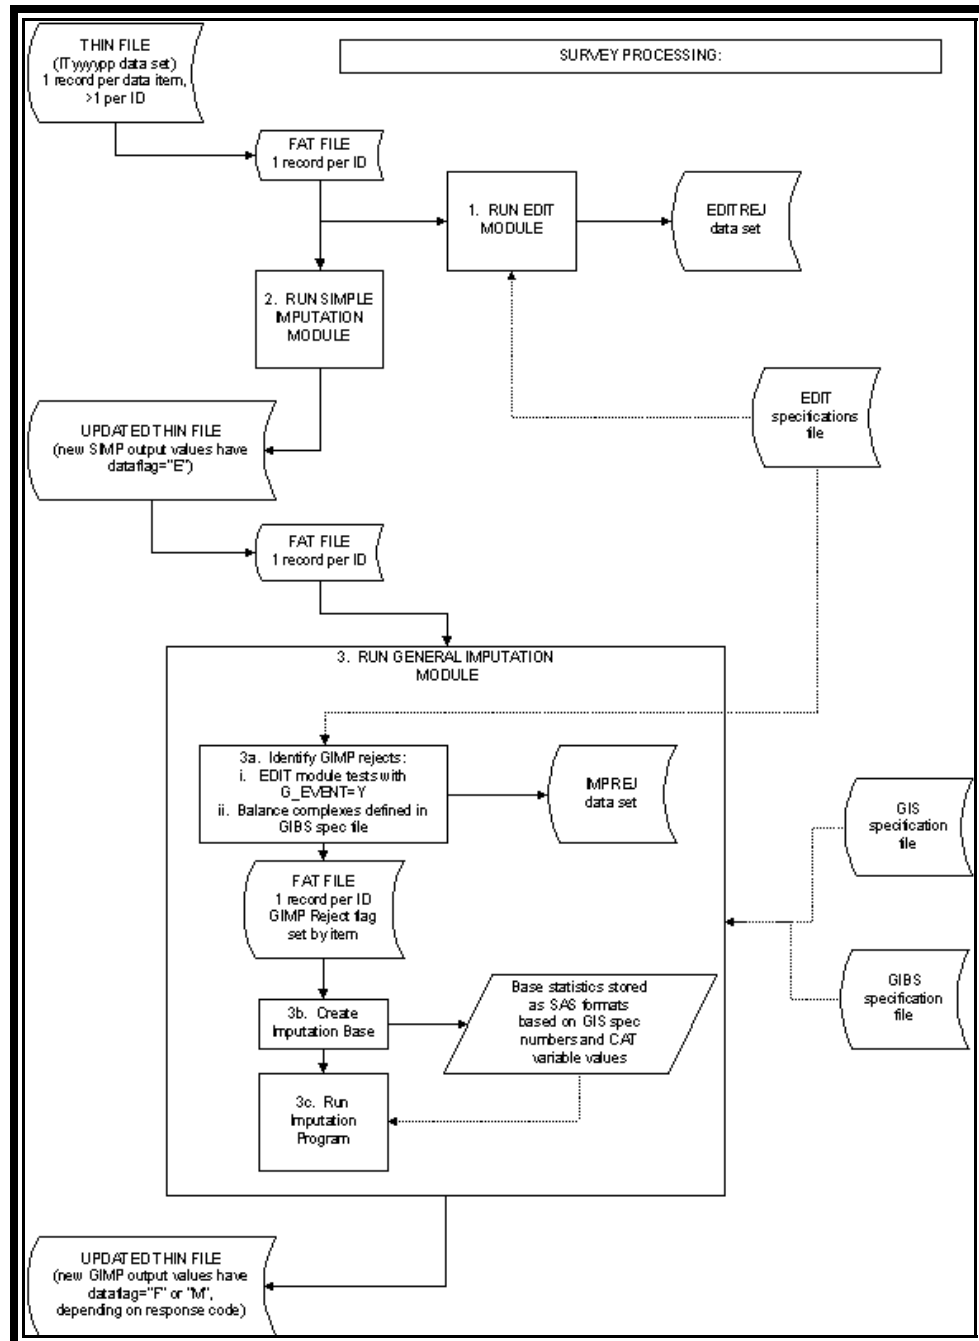 THIN FILE
(ITyyyypp data set)
1 record per data item,
>1 per ID
SURVEY PROCESSING:
FAT FILE
1 record per ID
1. RUN EDIT
MODULE
EDITREJ
data set
2. RUN SIMPLE
IMPUTATION
MODULE
EDIT
specifications
file
UPDATED THIN FILE
(new SIMP output values have
dataflag="E")
FAT FILE
1 record per ID
3. RUN GENERAL IMPUTATION
MODULE
3a. Identify GIMP rejects:
i. EDIT module tests with
G_EVENT=Y
ii. Balance complexes defined in
GIBS spec file
IMPREJ
data set
GIS
specification
file
FAT FILE
1 record per ID
GIMP Reject flag
set by item
GIBS
specification
file
3b. Create
Imputation Base
Base statistics stored
as SAS formats
based on GIS spec
numbers and CAT
variable values
3c. Run
Imputation
Program
UPDATED THIN FILE
(new GIMP output values have
dataflag="F" or "M",
depending on response code)